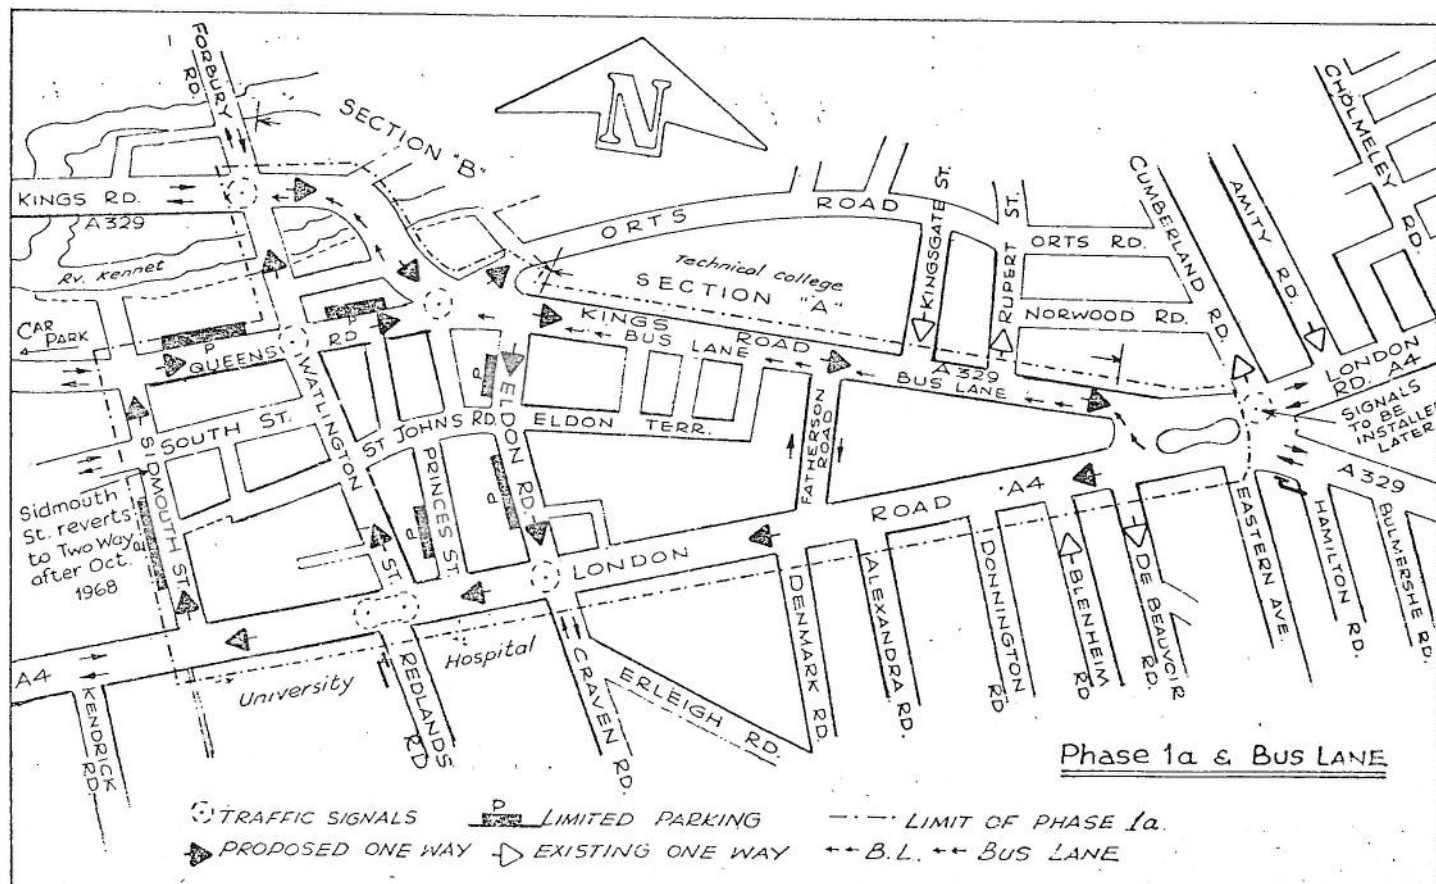 FORBURY RD.
SECTION "B"
N
KINGS RD.
A329
Rv. Kennet
CAR PARK
ORTS ROAD
KINGSGATE ST.
RUPERT ST.
ORTS RD.
NORWOOD RD.
CUMBERLAND RD.
AMITY RD.
CHOLMELEY RD.
Technical college
SECTION "A"
KINGS ROAD
BUS LANE
A329
BUS LANE
LONDON RD. A4
SIGNALS
TO BE
INSTALLED
LATER
A329
P
QUEENS RD
P
SOUTH ST.
WATLINGTON ST.
ST JOHNS RD.
PRINCES ST.
P
ELDON RD.
P
P
ELDON TERR.
FATHERSON ROAD
SIDMOUTH ST.
P
Sidmouth
St. reverts
to Two Way
after Oct.
1968
LONDON ROAD A4
A4
KENDRICK RD.
University
Hospital
REDLANDS RD
CRAVEN RD.
ERLEIGH RD.
DENMARK RD.
ALEXANDRA RD.
DONNINGTON RD
BLENHEIM RD
DE BEAUVOIR RD.
EASTERN AVE.
HAMILTON RD.
BULMERSHE RD.
Phase 1a & BUS LANE
TRAFFIC SIGNALS P LIMITED PARKING LIMIT OF PHASE 1a.
PROPOSED ONE WAY EXISTING ONE WAY B.L. BUS LANE